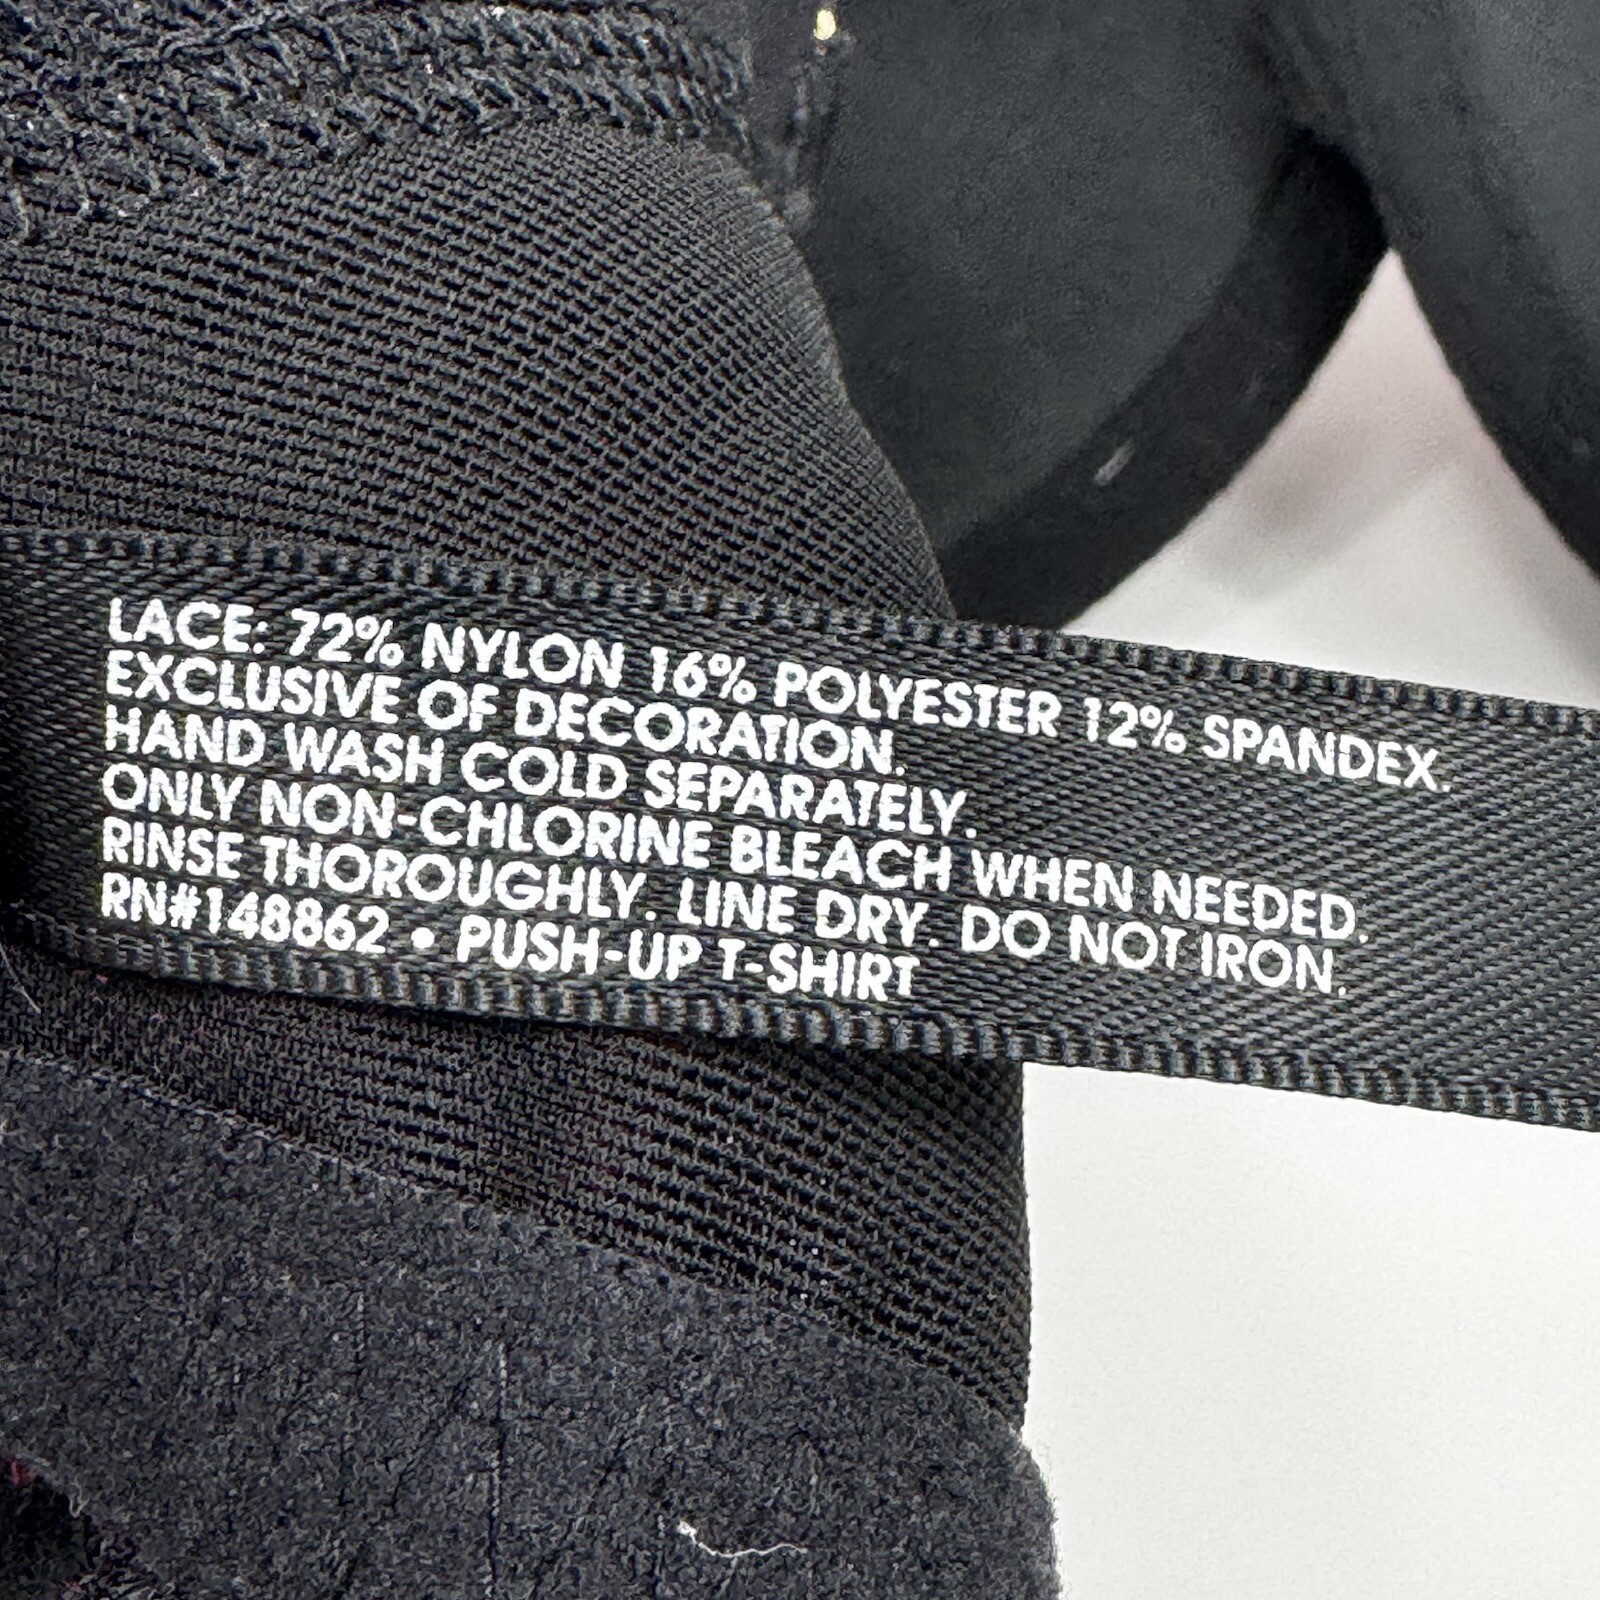 LACE: 72% NYLON 16% POLYESTER 12% SPANDEX.
EXCLUSIVE OF DECORATION.
HAND WASH COLD SEPARATELY.
ONLY NON-CHLORINE BLEACH WHEN NEEDED.
RINSE THOROUGHLY. LINE DRY. DO NOT IRON.
RN#148862 • PUSH-UP T-SHIRT